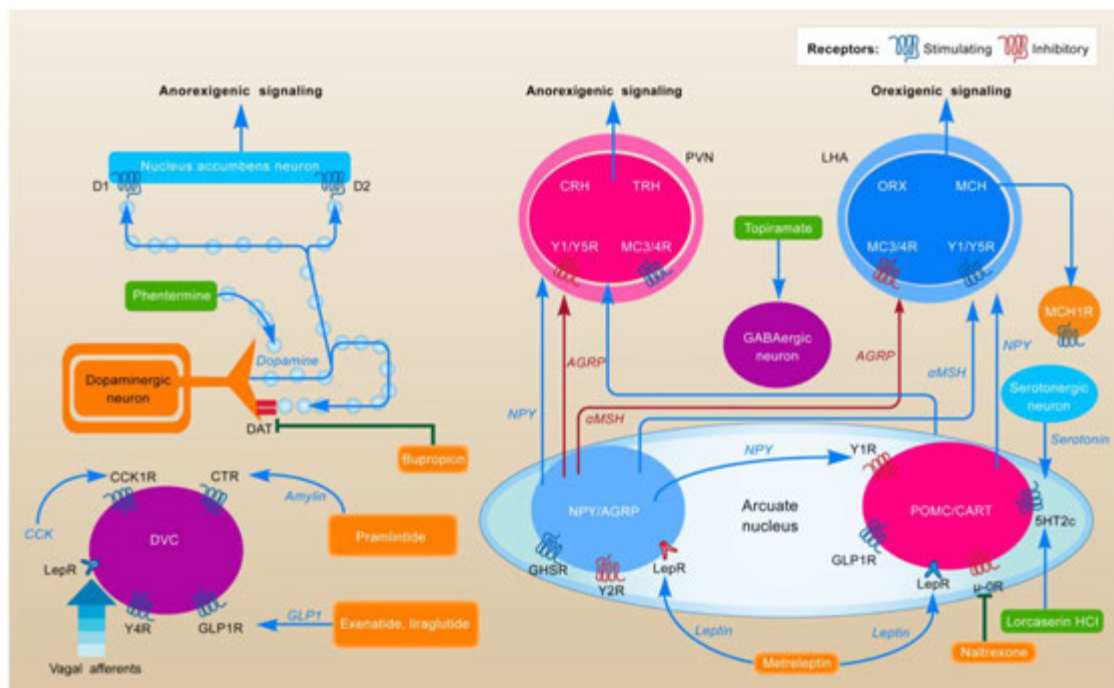 Receptors: Stimulating Inhibitory
Anorexigenic signaling
Nucleus accumbens neuron
D1
D2
Phentermine
Dopamine
Dopaminergic
neuron
DAT
Bupropion
CCK1R
CTR
CCK
Amylin
Pramlintide
DVC
LepR
Y4R
GLP1R
GLP1
Exenatide, liraglutide
Vagal afferents
Anorexigenic signaling
PVN
CRH
TRH
Y1/Y5R
MC3/4R
Topiramate
GABAergic
neuron
Orexigenic signaling
LHA
ORX
MCH
MC3/4R
Y1/Y5R
MCH1R
AGRP
AGRP
NPY
αMSH
NPY
αMSH
Serotonergic
neuron
Serotonin
NPY
Y1R
NPY/AGRP
Arcuate
nucleus
POMC/CART
5HT2c
GHSR
Y2R
LepR
GLP1R
LepR
μ-0R
Leptin
Leptin
Metreleptin
Naltrexone
Lorcaserin HCl